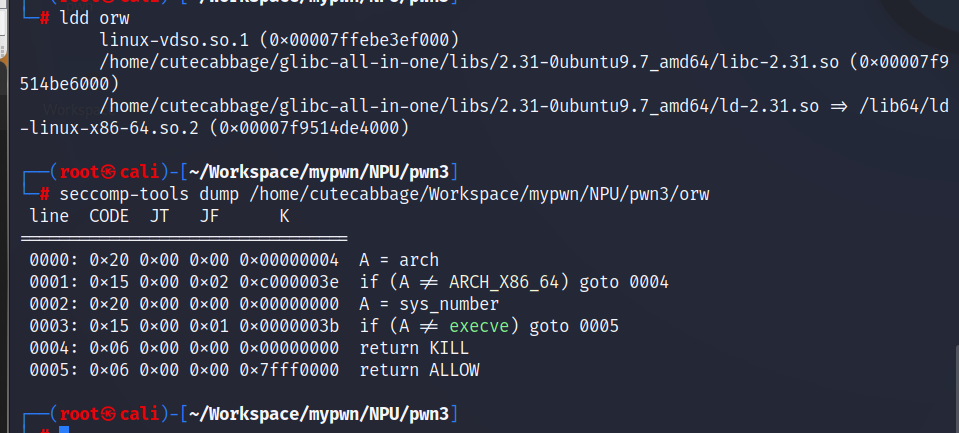 └─# ldd orw
linux-vdso.so.1 (0×00007ffebe3ef000)
/home/cutecabbage/glibc-all-in-one/libs/2.31-0ubuntu9.7_amd64/libc-2.31.so (0×00007f9
514be6000)
/home/cutecabbage/glibc-all-in-one/libs/2.31-0ubuntu9.7_amd64/ld-2.31.so ⇒ /lib64/ld
-linux-x86-64.so.2 (0×00007f9514de4000)
┌──(root㉿cali)-[~/Workspace/mypwn/NPU/pwn3]
└─# seccomp-tools dump /home/cutecabbage/Workspace/mypwn/NPU/pwn3/orw
line CODE JT JF K
═════════════════════════════════
0000: 0×20 0×00 0×00 0×00000004 A = arch
0001: 0×15 0×00 0×02 0×c000003e if (A ≠ ARCH_X86_64) goto 0004
0002: 0×20 0×00 0×00 0×00000000 A = sys_number
0003: 0×15 0×00 0×01 0×0000003b if (A ≠ execve) goto 0005
0004: 0×06 0×00 0×00 0×00000000 return KILL
0005: 0×06 0×00 0×00 0×7fff0000 return ALLOW
┌──(root㉿cali)-[~/Workspace/mypwn/NPU/pwn3]
└─#